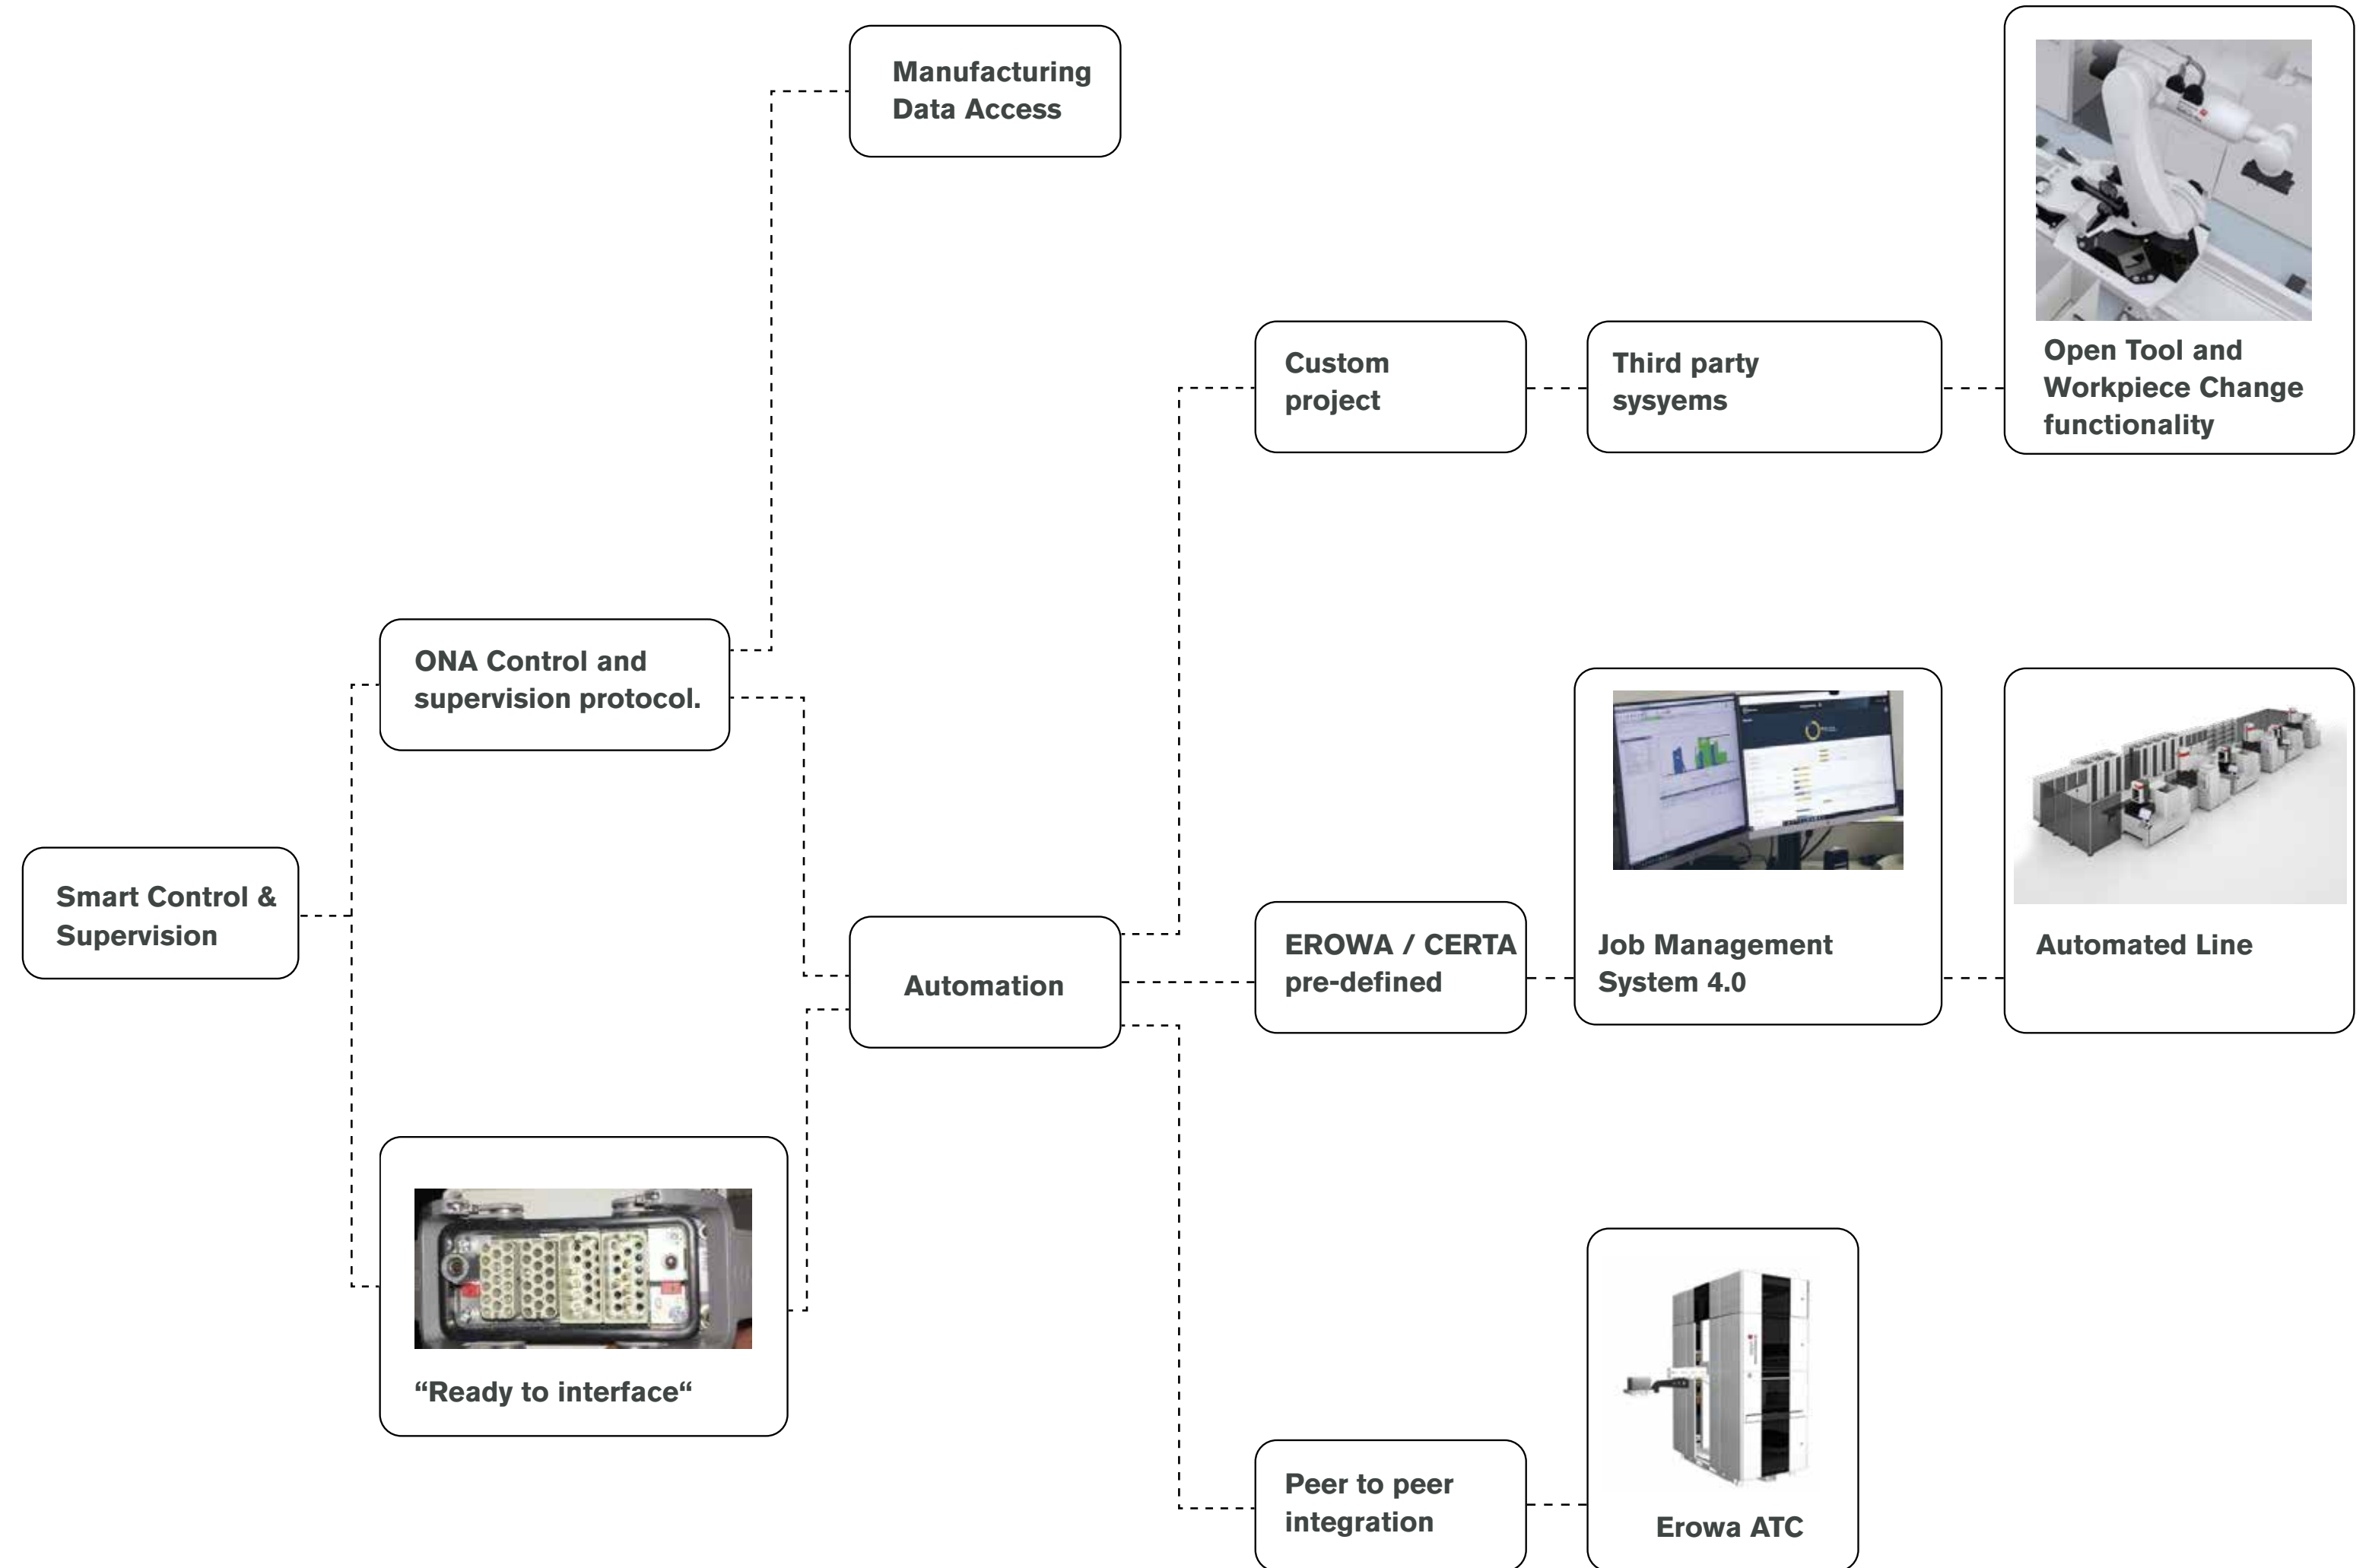 Manufacturing
Data Access
Custom
project
Third party
sysyems
Open Tool and
Workpiece Change
functionality
ONA Control and
supervision protocol.
Smart Control &
Supervision
Automation
EROWA / CERTA
pre-defined
Job Management
System 4.0
Automated Line
“Ready to interface“
Peer to peer
integration
Erowa ATC